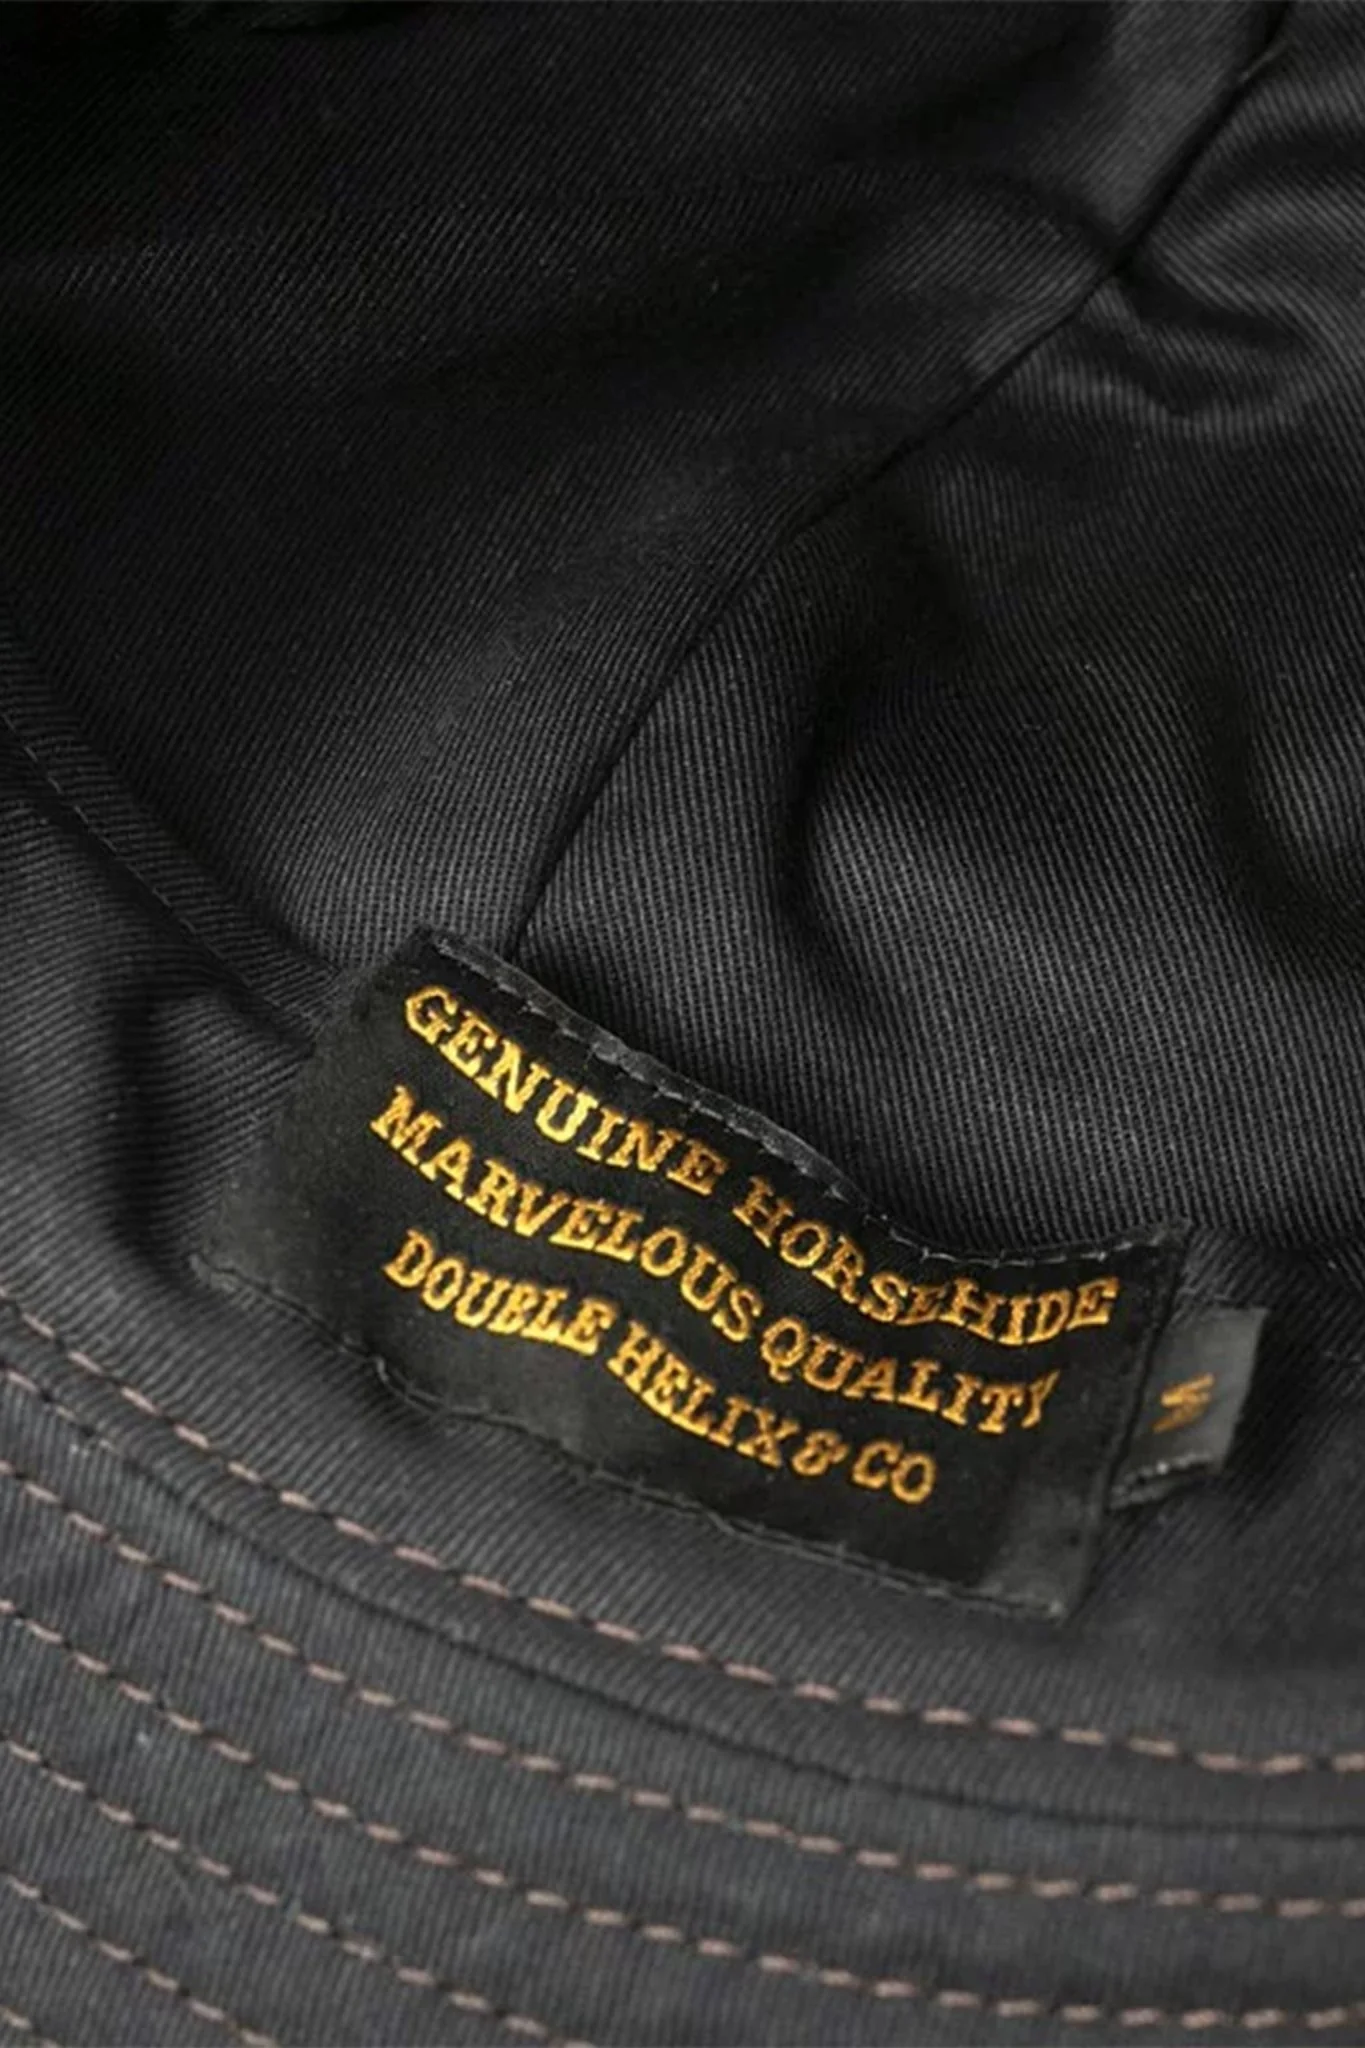 GENUINE HORSEHIDE
MARVELOUS QUALITY
DOUBLE HELIX & CO